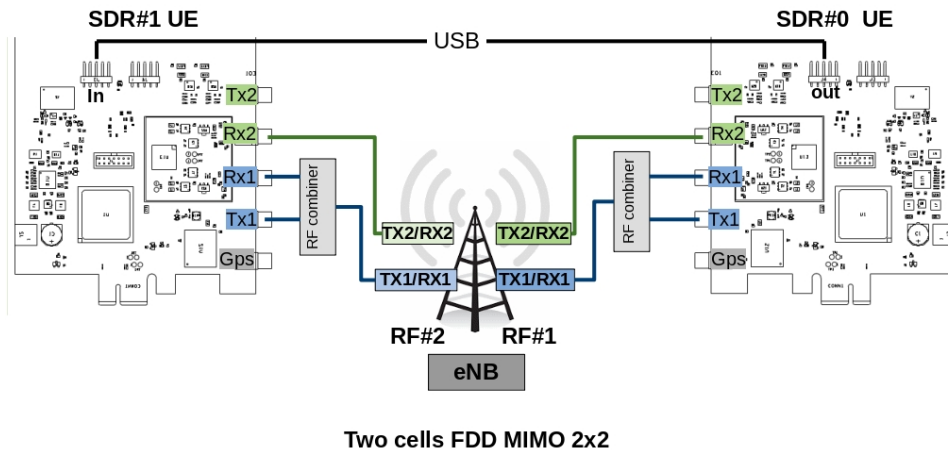 SDR#1 UE
SDR#0 UE
USB
In
out
Tx2
Tx2
Rx2
Rx2
Rx1
Rx1
Tx1
Tx1
Gps
Gps
RF combiner
RF combiner
TX2/RX2
TX2/RX2
TX1/RX1
TX1/RX1
RF#2
RF#1
eNB
Two cells FDD MIMO 2x2